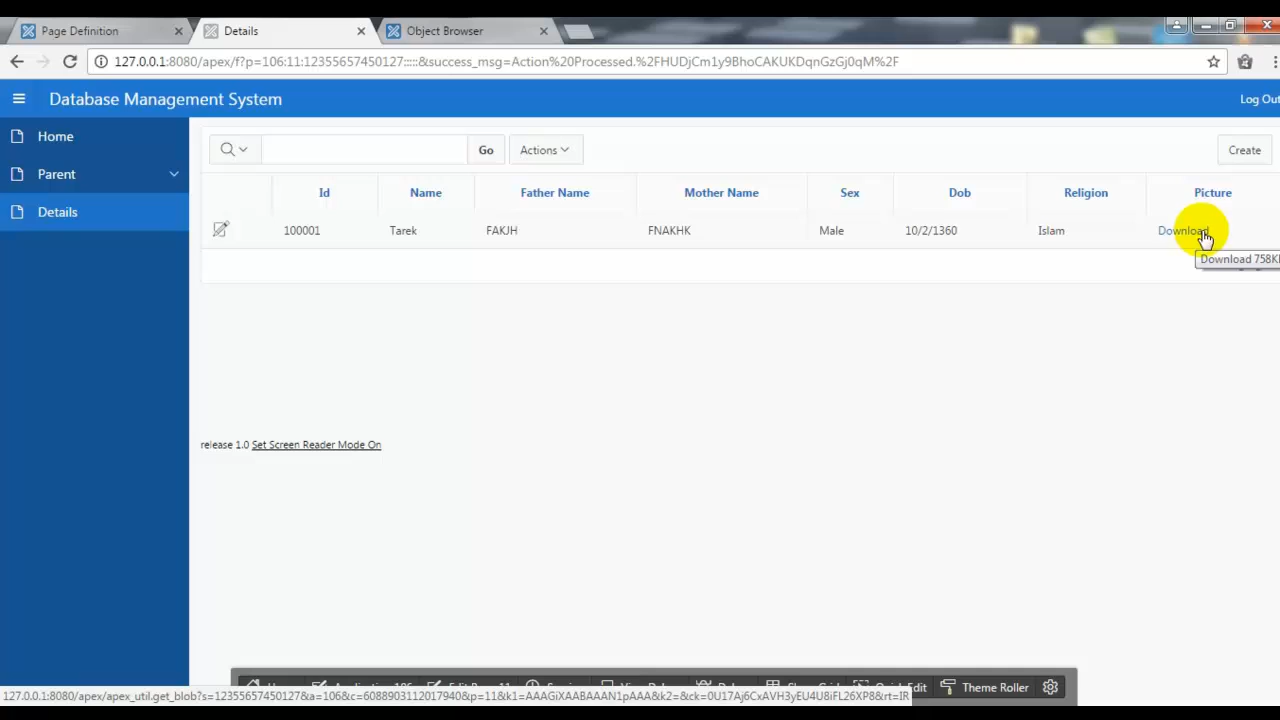 Page Definition
Details
Object Browser
127.0.0.1:8080/apex/f?p=106:11:12355657450127:::::&success_msg=Action%20Processed.%2FHUDjCm1y9BhoCAKUKDqnGzGj0qM%2F
Database Management System
Log Out
Home
Parent
Details
Go
Actions
Create
Id Name Father Name Mother Name Sex Dob Religion Picture
100001 Tarek FAKJH FNAKHK Male 10/2/1360 Islam Download
Download 758K
release 1.0 Set Screen Reader Mode On
Theme Roller
127.0.0.1:8080/apex/apex_util.get_blob?s=12355657450127&a=106&c=6088903112017940&p=11&k1=AAAGiXAABAAAN1pAAA&k2=&ck=0U17Aj6CxAVH3yEU4U8iFL26XP8&rt=IR